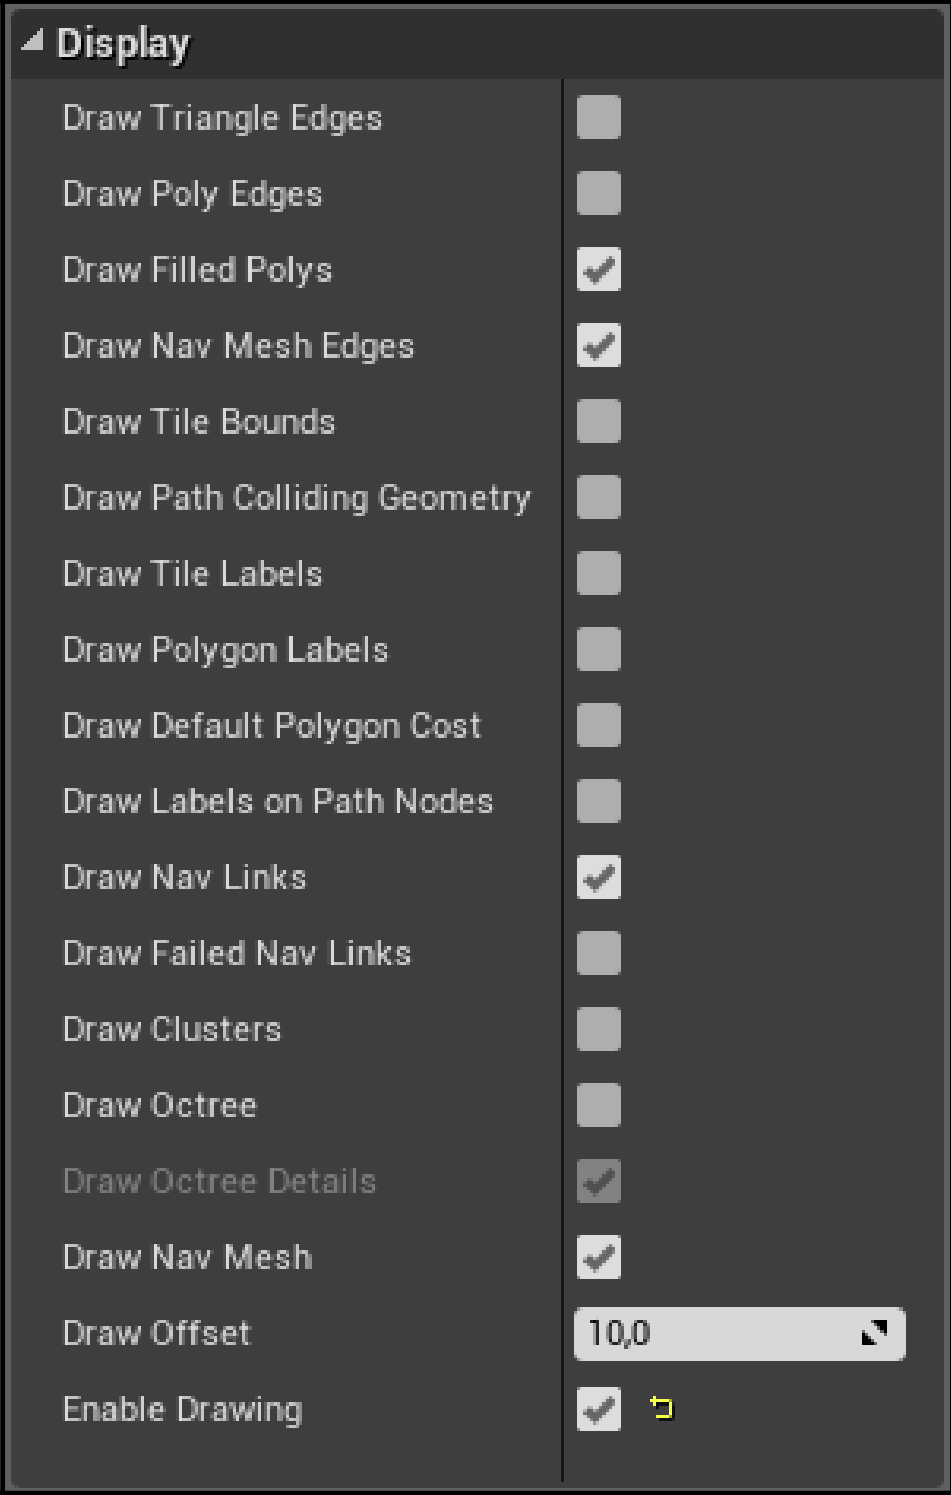 Display
Draw Triangle Edges
Draw Poly Edges
Draw Filled Polys
Draw Nav Mesh Edges
Draw Tile Bounds
Draw Path Colliding Geometry
Draw Tile Labels
Draw Polygon Labels
Draw Default Polygon Cost
Draw Labels on Path Nodes
Draw Nav Links
Draw Failed Nav Links
Draw Clusters
Draw Octree
Draw Octree Details
Draw Nav Mesh
Draw Offset 10,0
Enable Drawing